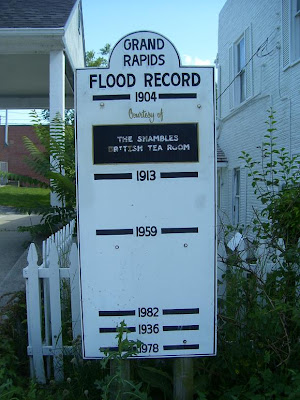 GRAND
RAPIDS
FLOOD RECORD
1904
Courtesy of
THE SHAMBLES
BRITISH TEA ROOM
1913
1959
1982
1936
1978